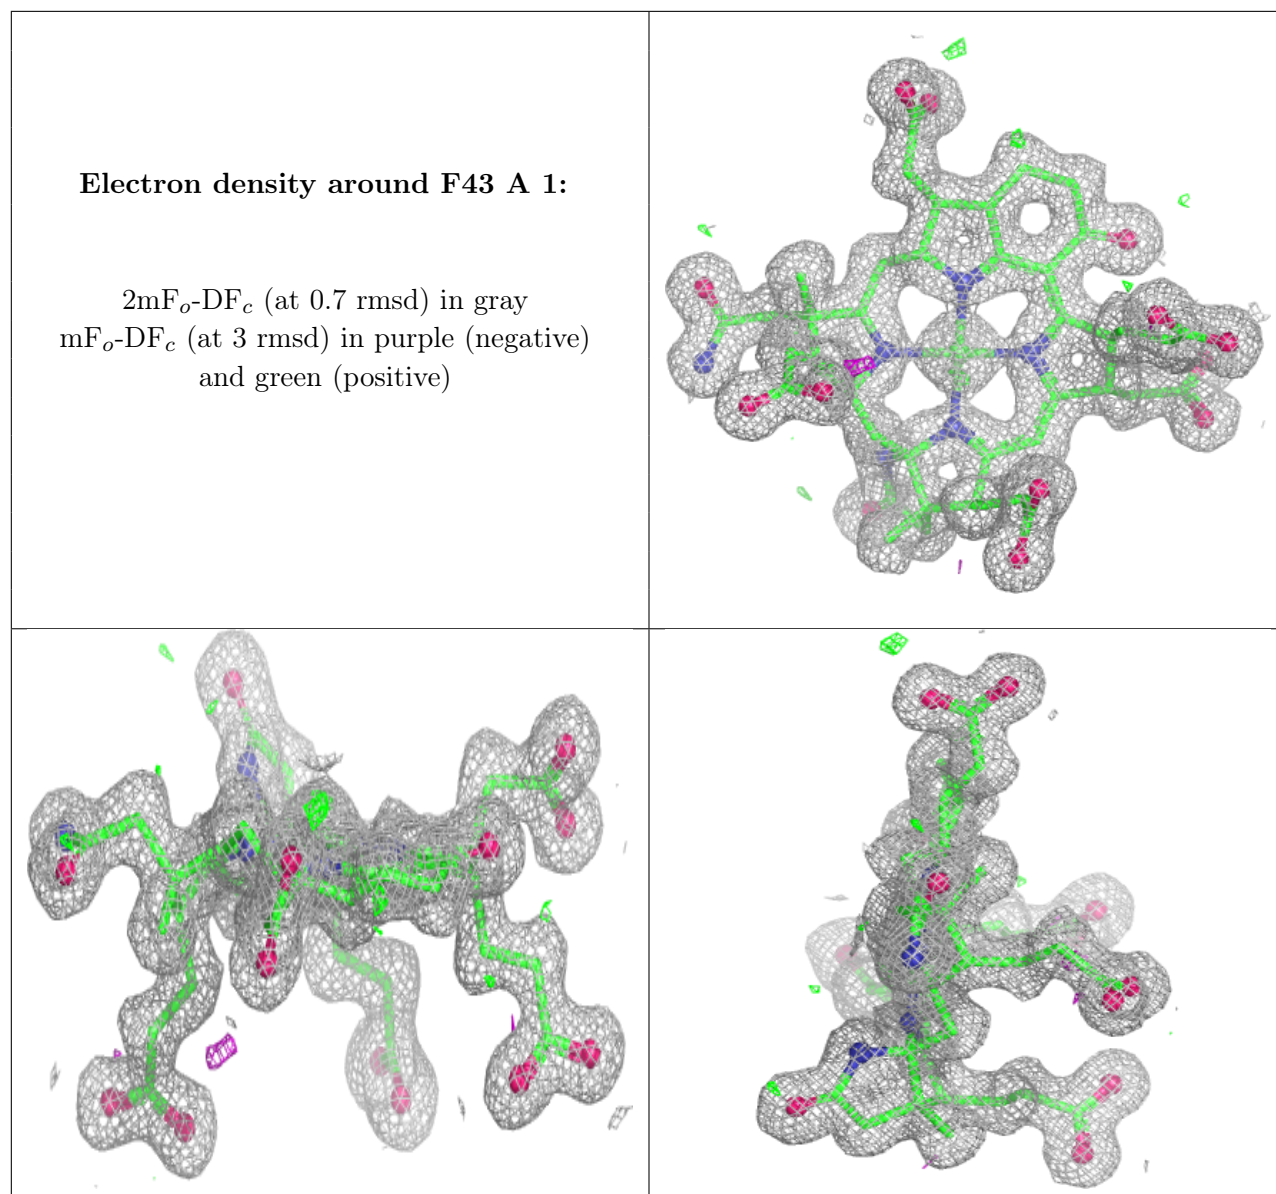 Electron density around F43 A 1:
2mFo-DFc (at 0.7 rmsd) in gray
mFo-DFc (at 3 rmsd) in purple (negative)
and green (positive)